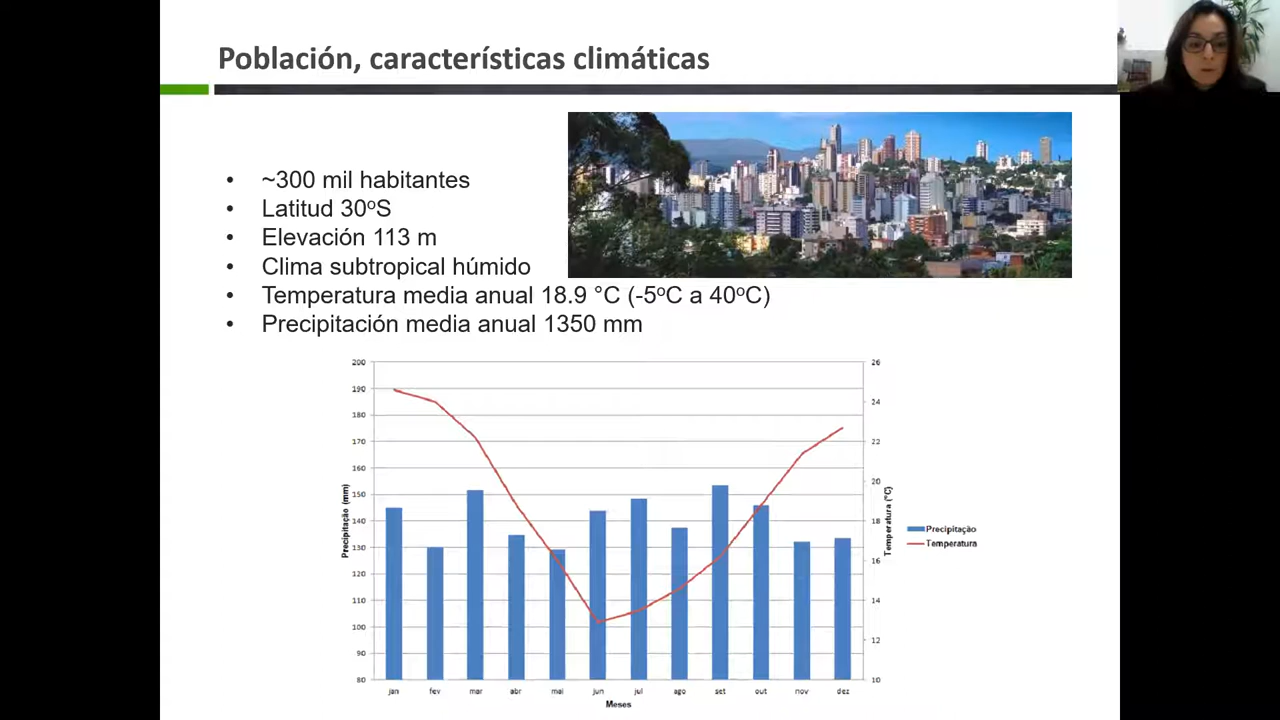 Población, características climáticas
• ~300 mil habitantes
• Latitud 30ºS
• Elevación 113 m
• Clima subtropical húmido
• Temperatura media anual 18.9 °C (-5ºC a 40ºC)
• Precipitación media anual 1350 mm
200
190
180
170
160
150
140
130
120
110
100
90
80
Precipitação (mm)
26
24
22
20
18
16
14
12
10
Temperatura (°C)
jan fev mar abr mai jun jul ago set out nov dez
Meses
Precipitação
Temperatura